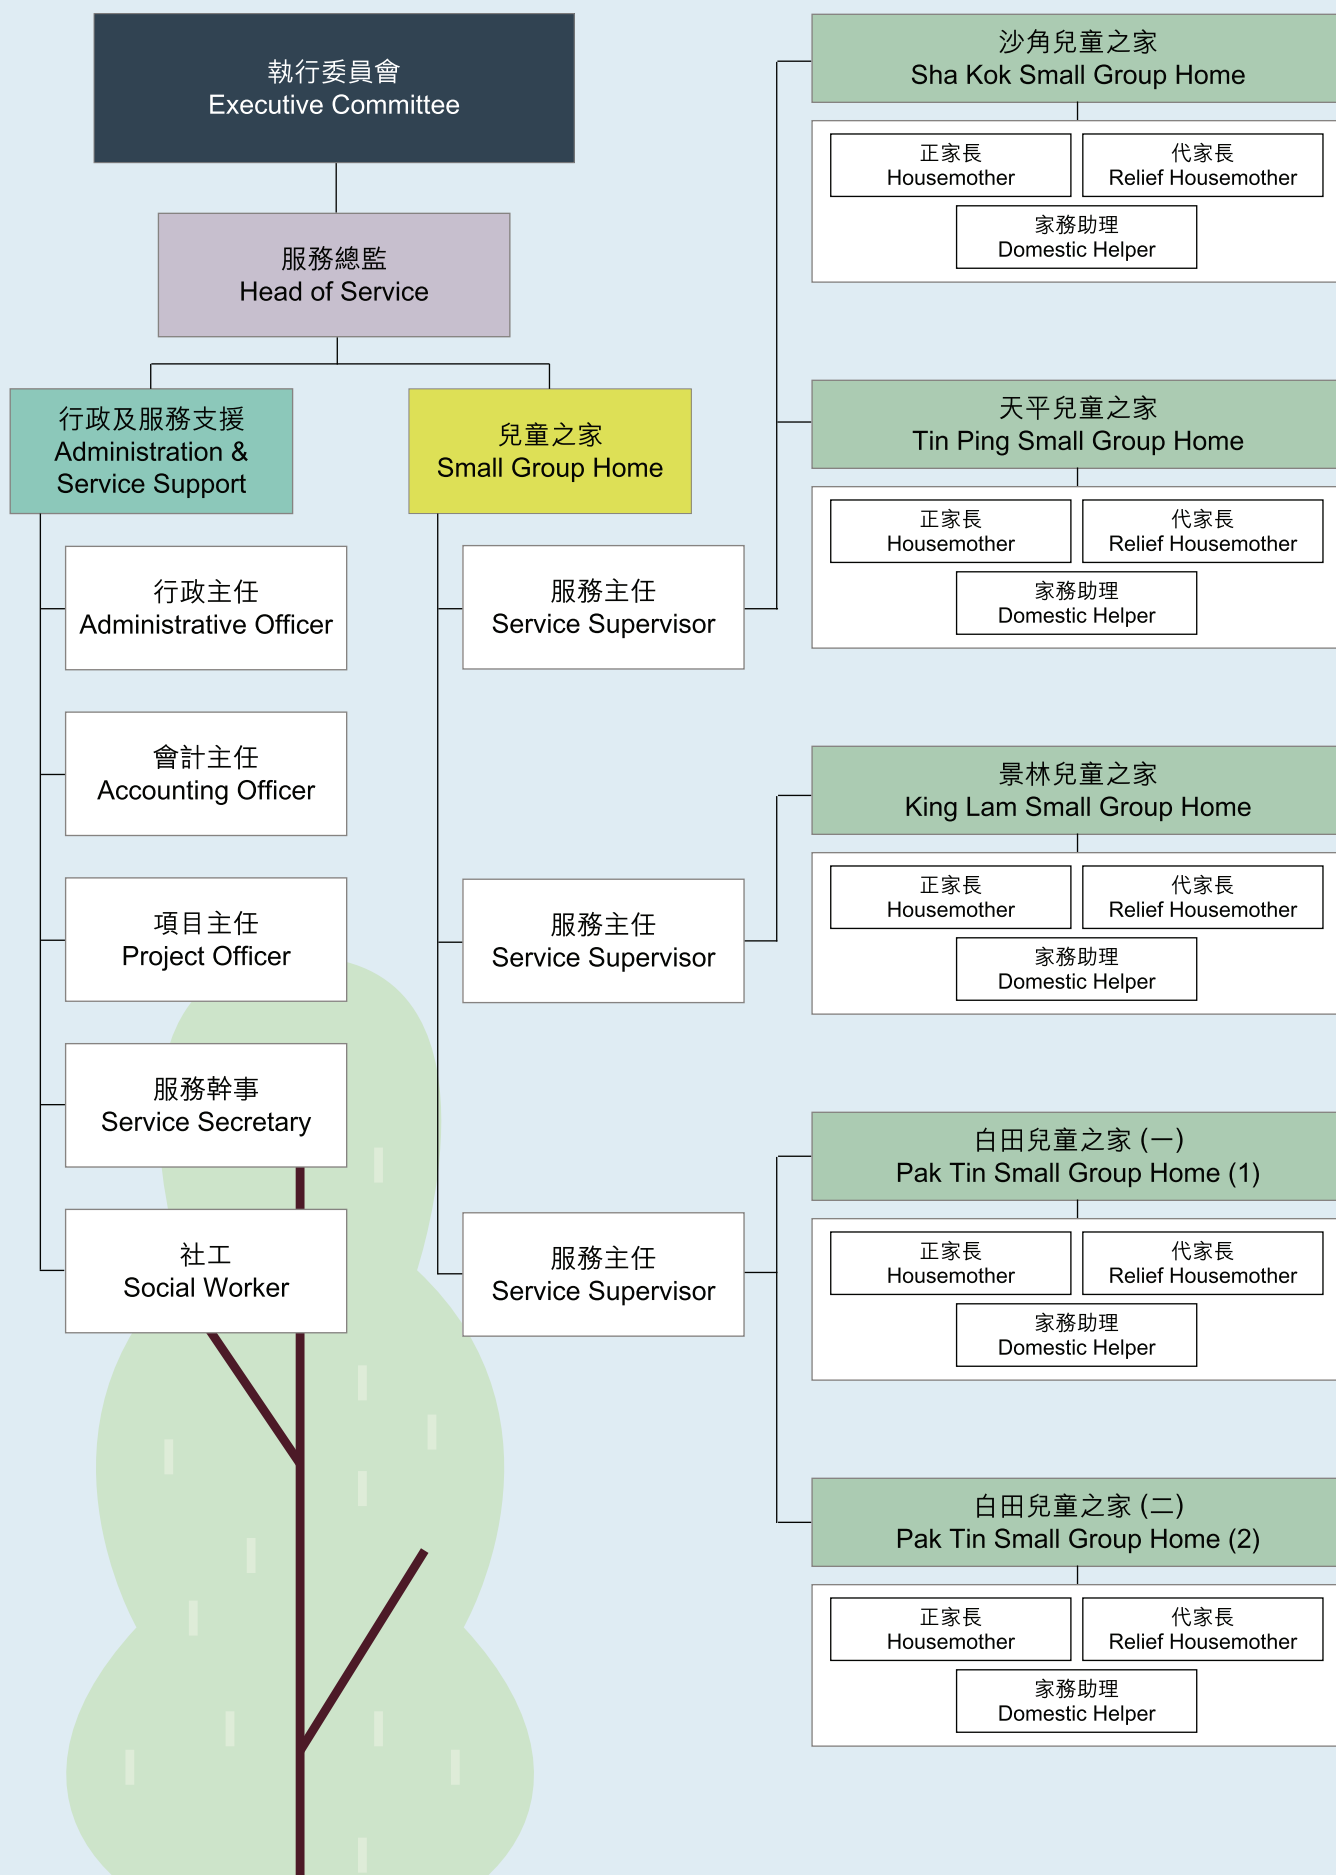 執行委員會
Executive Committee
服務總監
Head of Service
行政及服務支援
Administration &
Service Support
行政主任
Administrative Officer
會計主任
Accounting Officer
項目主任
Project Officer
服務幹事
Service Secretary
社工
Social Worker
兒童之家
Small Group Home
服務主任
Service Supervisor
沙角兒童之家
Sha Kok Small Group Home
正家長
Housemother
代家長
Relief Housemother
家務助理
Domestic Helper
天平兒童之家
Tin Ping Small Group Home
正家長
Housemother
代家長
Relief Housemother
家務助理
Domestic Helper
服務主任
Service Supervisor
景林兒童之家
King Lam Small Group Home
正家長
Housemother
代家長
Relief Housemother
家務助理
Domestic Helper
服務主任
Service Supervisor
白田兒童之家 (一)
Pak Tin Small Group Home (1)
正家長
Housemother
代家長
Relief Housemother
家務助理
Domestic Helper
白田兒童之家 (二)
Pak Tin Small Group Home (2)
正家長
Housemother
代家長
Relief Housemother
家務助理
Domestic Helper